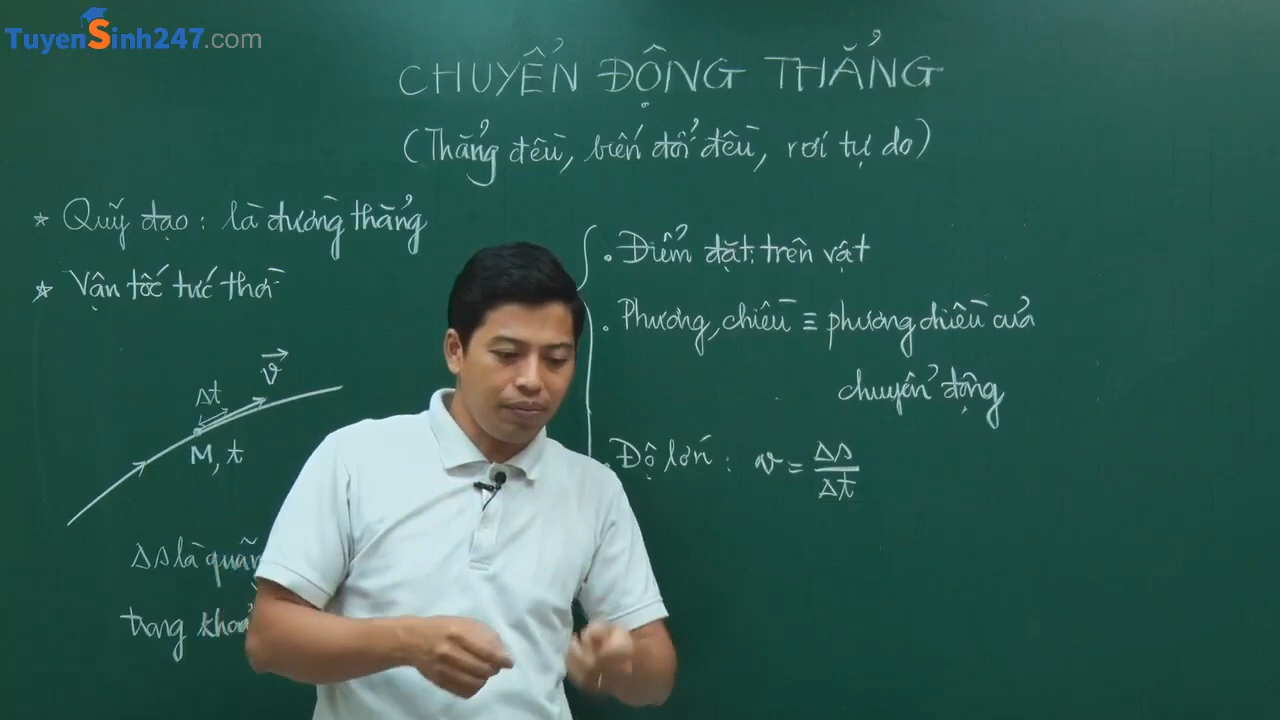 TuyenSinh247.com
CHUYỂN ĐỘNG THẲNG
(Thẳng đều, biến đổi đều, rơi tự do)
* Quỹ đạo: là đường thẳng
* Vận tốc tức thời
Δt
v
M, t
Δs là quãn
trong khoả
. Điểm đặt: trên vật
. Phương, chiều ≡ phương chiều của
chuyển động
. Độ lớn: v = Δs/Δt